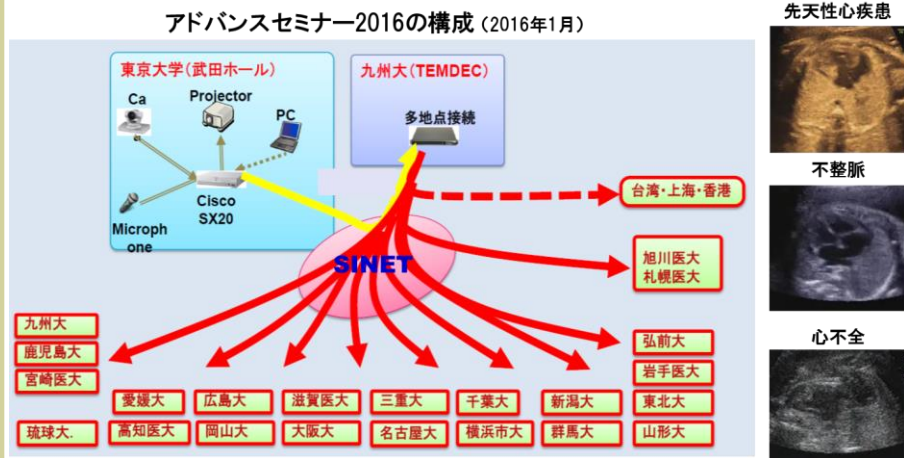 アドバンスセミナー2016の構成（2016年1月）
先天性心疾患
東京大学(武田ホール)
九州大(TEMDEC)
Ca
Projector
PC
多地点接続
Cisco
SX20
Microph
one
SINET
台湾・上海・香港
不整脈
旭川医大
札幌医大
心不全
九州大
鹿児島大
宮崎医大
琉球大.
愛媛大
高知医大
広島大
岡山大
滋賀医大
大阪大
三重大
名古屋大
千葉大
横浜市大
新潟大
群馬大
弘前大
岩手医大
東北大
山形大